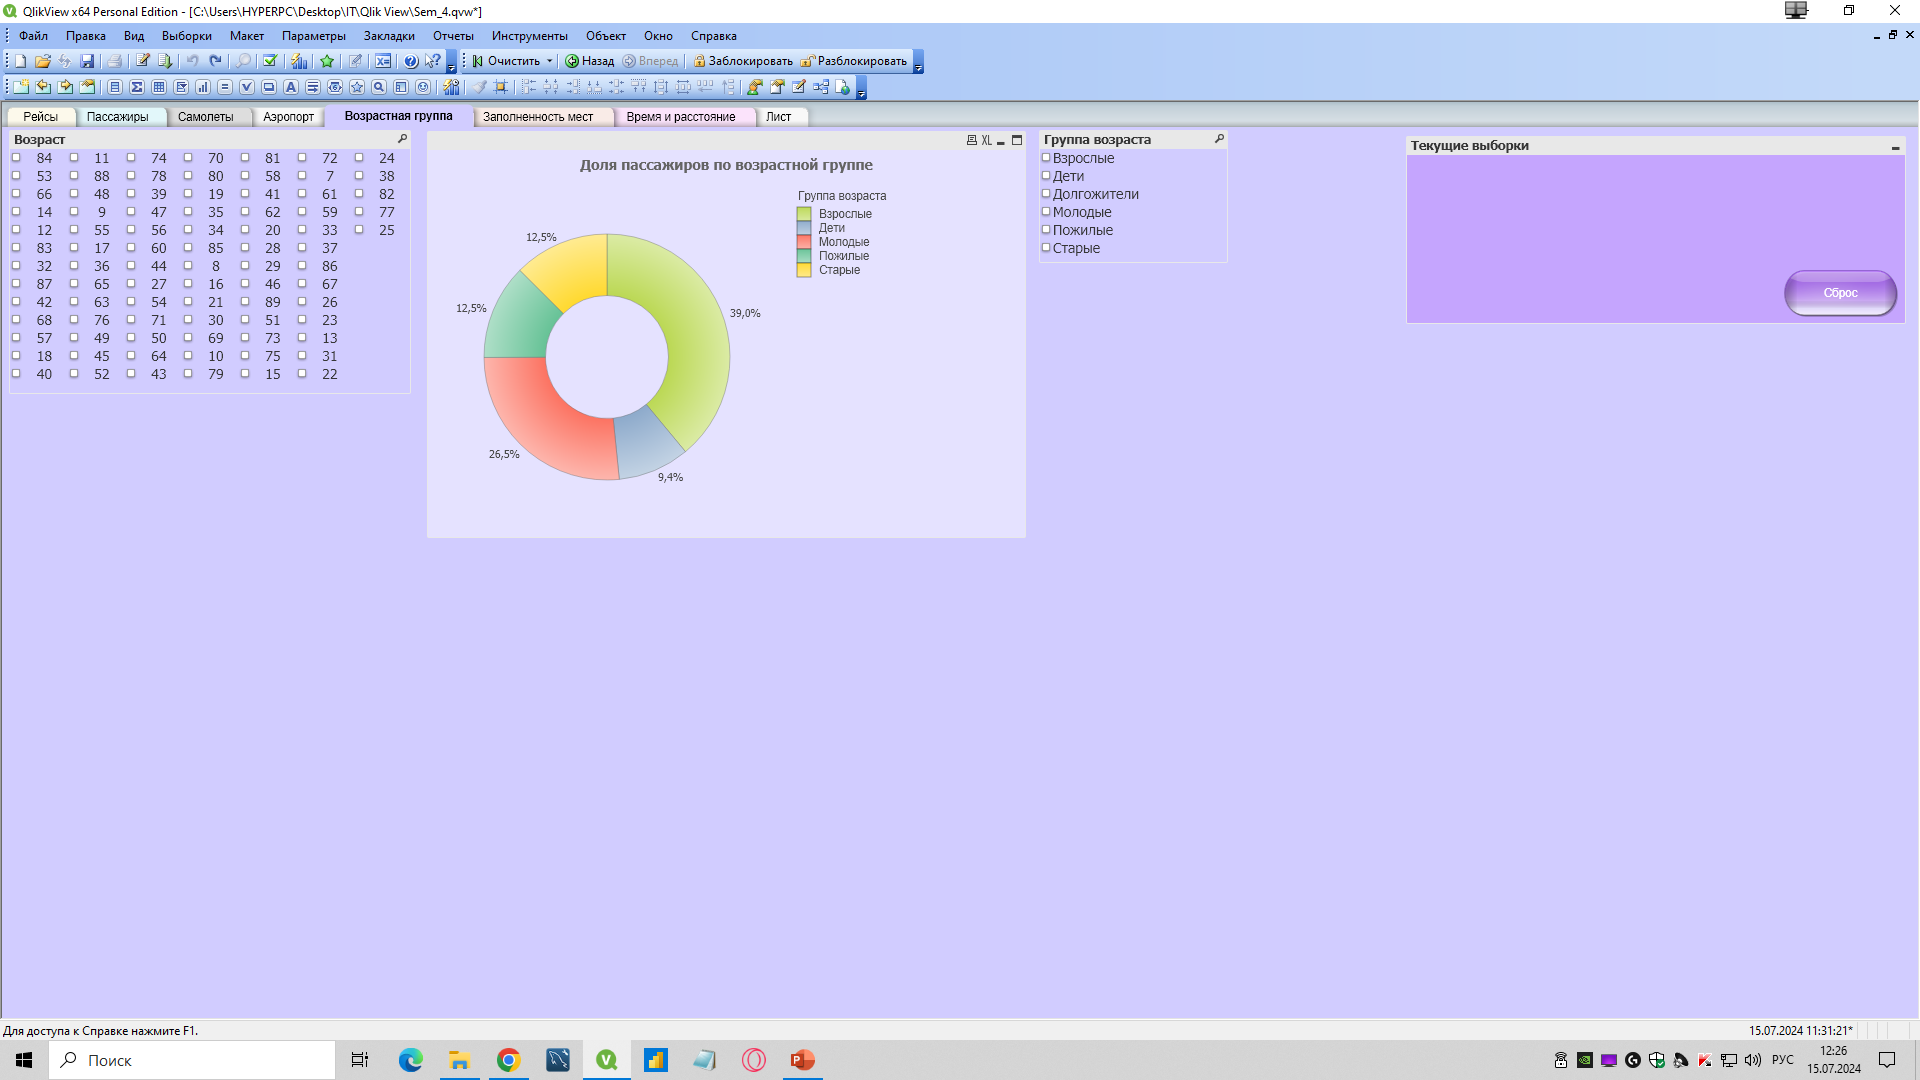 QlikView x64 Personal Edition - [C:\Users\HYPERPC\Desktop\IT\Qlik View\Sem_4.qvw*]
Файл Правка Вид Выборки Макет Параметры Закладки Отчеты Инструменты Объект Окно Справка
Очистить Назад Вперед Заблокировать Разблокировать
Рейсы Пассажиры Самолеты Аэропорт Возрастная группа Заполненность мест Время и расстояние Лист
Возраст
84 11 74 70 81 72 24
53 88 78 80 58 7 38
66 48 39 19 41 61 82
14 9 47 35 62 59 77
12 55 56 34 20 33 25
83 17 60 85 28 37
32 36 44 8 29 86
87 65 27 16 46 67
42 63 54 21 89 26
68 76 71 30 51 23
57 49 50 69 73 13
18 45 64 10 75 31
40 52 43 79 15 22
XL
Доля пассажиров по возрастной группе
Группа возраста
Взрослые
Дети
Молодые
Пожилые
Старые
12,5%
12,5%
39,0%
26,5%
9,4%
Группа возраста
Взрослые
Дети
Долгожители
Молодые
Пожилые
Старые
Текущие выборки
Сброс
Для доступа к Справке нажмите F1.
15.07.2024 11:31:21*
Поиск
РУС
12:26
15.07.2024